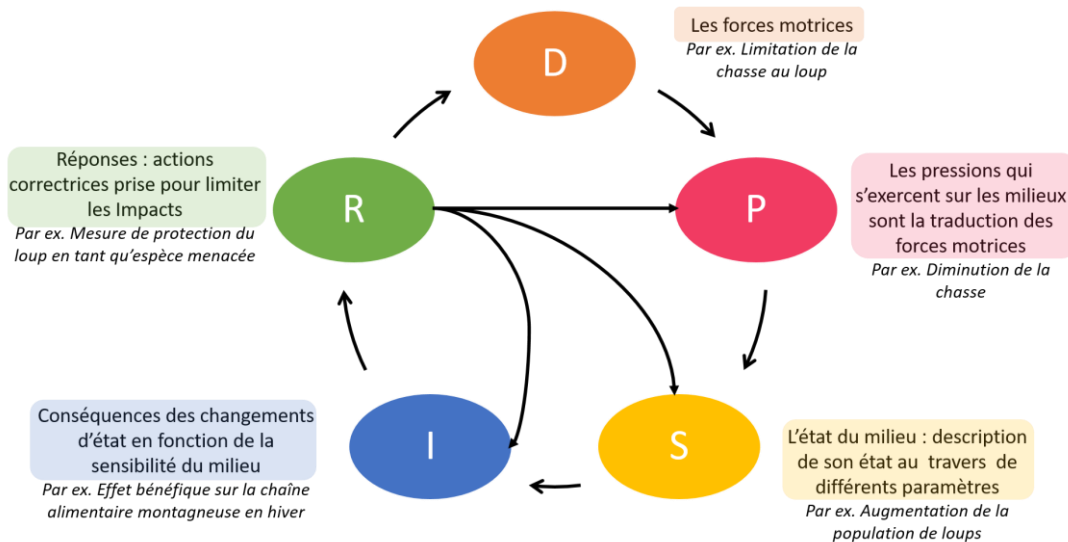 D
Les forces motrices
Par ex. Limitation de la
chasse au loup
R
Réponses : actions
correctrices prise pour limiter
les Impacts
Par ex. Mesure de protection du
loup en tant qu’espèce menacée
P
Les pressions qui
s’exercent sur les milieux
sont la traduction des
forces motrices
Par ex. Diminution de la
chasse
I
Conséquences des changements
d’état en fonction de la
sensibilité du milieu
Par ex. Effet bénéfique sur la chaîne
alimentaire montagneuse en hiver
S
L’état du milieu : description
de son état au travers de
différents paramètres
Par ex. Augmentation de la
population de loups